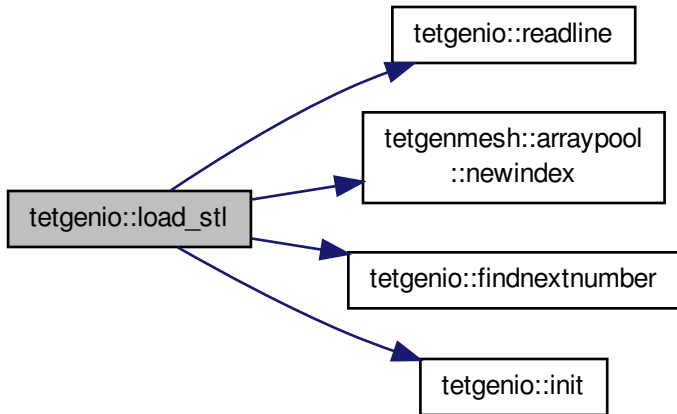 tetgenio::readline
tetgenmesh::arraypool
::newindex
tetgenio::load_stl
tetgenio::findnextnumber
tetgenio::init